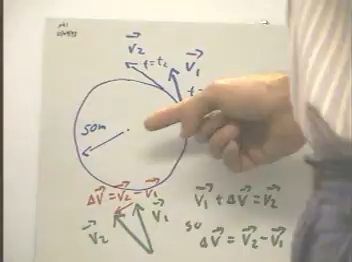 V⃗₂
t=t₂
V⃗₁
t=
50m
ΔV⃗=V⃗₂-V⃗₁
V⃗₁
V⃗₂
V⃗₁ + ΔV⃗ = V⃗₂
so
ΔV⃗ = V⃗₂-V⃗₁